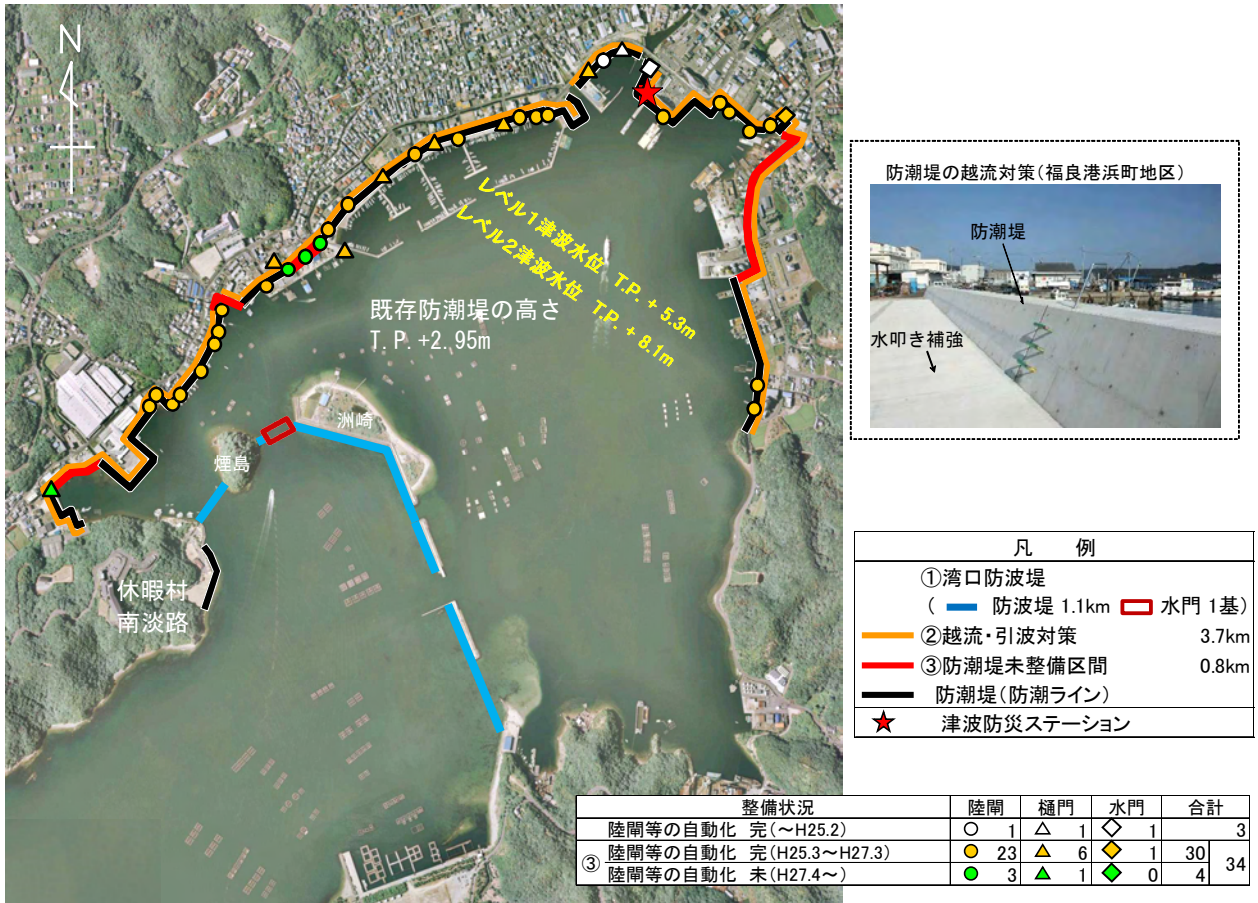 N
レベル1津波水位 T.P. + 5.3m
レベル2津波水位 T.P. + 8.1m
既存防潮堤の高さ
T.P.+2.95m
洲崎
煙島
休暇村
南淡路
防潮堤の越流対策(福良港浜町地区)
防潮堤
水叩き補強
凡 例
①湾口防波堤
( 防波堤 1.1km 水門 1基)
②越流・引波対策 3.7km
③防潮堤未整備区間 0.8km
防潮堤(防潮ライン)
津波防災ステーション
整備状況 陸閘 樋門 水門 合計
陸閘等の自動化 完(~H25.2) 1 1 1 3
③ 陸閘等の自動化 完(H25.3~H27.3) 23 6 1 30 34
陸閘等の自動化 未(H27.4~) 3 1 0 4